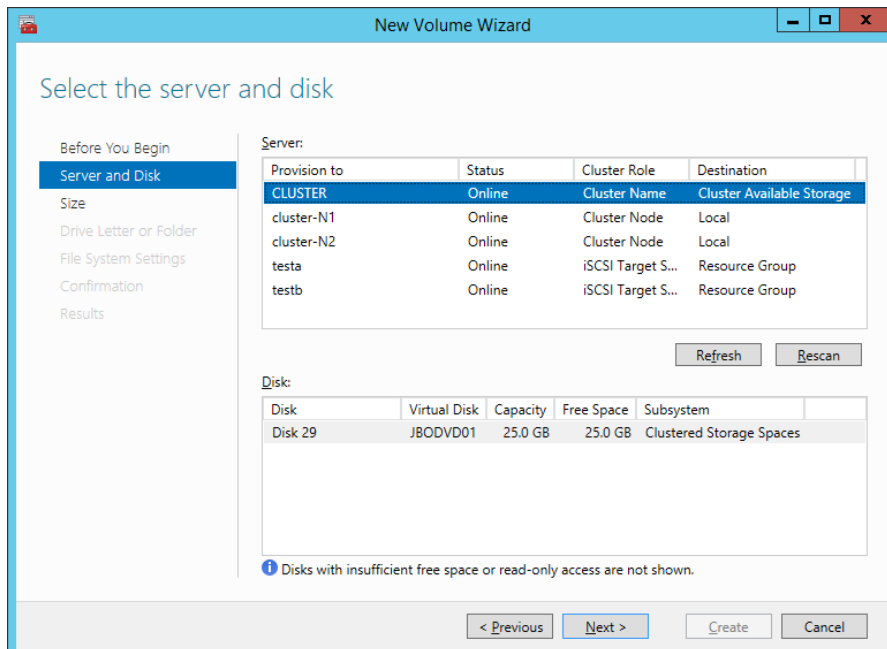 New Volume Wizard
Select the server and disk
Before You Begin
Server and Disk
Size
Drive Letter or Folder
File System Settings
Confirmation
Results
Server:
Provision to Status Cluster Role Destination
CLUSTER Online Cluster Name Cluster Available Storage
cluster-N1 Online Cluster Node Local
cluster-N2 Online Cluster Node Local
testa Online iSCSI Target S... Resource Group
testb Online iSCSI Target S... Resource Group
Refresh Rescan
Disk:
Disk Virtual Disk Capacity Free Space Subsystem
Disk 29 JBODVD01 25.0 GB 25.0 GB Clustered Storage Spaces
Disks with insufficient free space or read-only access are not shown.
< Previous Next > Create Cancel